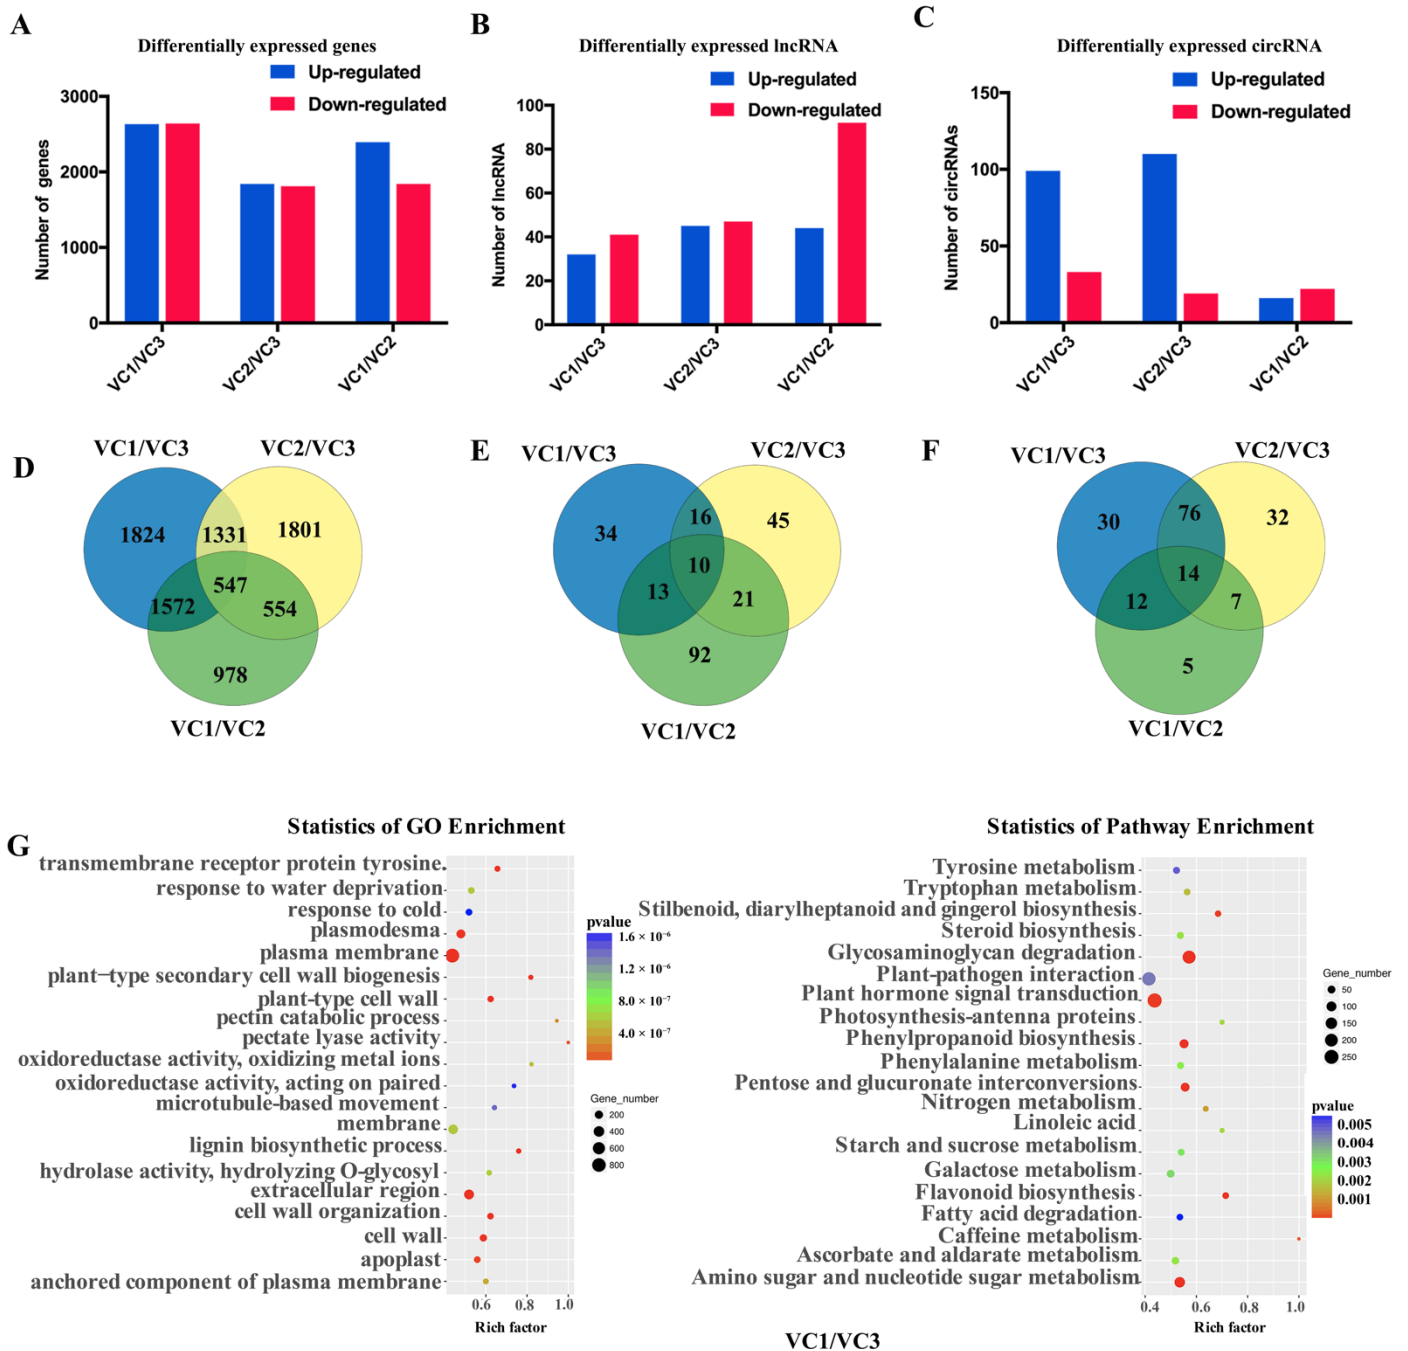 A
Differentially expressed genes
Up-regulated
Down-regulated
3000
2000
1000
0
Number of genes
VC1/VC3
VC2/VC3
VC1/VC2
B
Differentially expressed lncRNA
Up-regulated
Down-regulated
100
80
60
40
20
0
Number of lncRNA
VC1/VC3
VC2/VC3
VC1/VC2
C
Differentially expressed circRNA
Up-regulated
Down-regulated
150
100
50
0
Number of circRNAs
VC1/VC3
VC2/VC3
VC1/VC2
D
VC1/VC3
VC2/VC3
1824
1331
1801
547
1572
554
978
VC1/VC2
E
VC1/VC3
VC2/VC3
34
16
45
10
13
21
92
VC1/VC2
F
VC1/VC3
VC2/VC3
30
76
32
14
12
7
5
VC1/VC2
G
Statistics of GO Enrichment
transmembrane receptor protein tyrosine.
response to water deprivation
response to cold
plasmodesma
plasma membrane
plant−type secondary cell wall biogenesis
plant-type cell wall
pectin catabolic process
pectate lyase activity
oxidoreductase activity, oxidizing metal ions
oxidoreductase activity, acting on paired
microtubule-based movement
membrane
lignin biosynthetic process
hydrolase activity, hydrolyzing O-glycosyl
extracellular region
cell wall organization
cell wall
apoplast
anchored component of plasma membrane
0.6
0.8
1.0
Rich factor
pvalue
1.6 × 10⁻⁶
1.2 × 10⁻⁶
8.0 × 10⁻⁷
4.0 × 10⁻⁷
Gene_number
200
400
600
800
Statistics of Pathway Enrichment
Tyrosine metabolism
Tryptophan metabolism
Stilbenoid, diarylheptanoid and gingerol biosynthesis
Steroid biosynthesis
Glycosaminoglycan degradation
Plant-pathogen interaction
Plant hormone signal transduction
Photosynthesis-antenna proteins
Phenylpropanoid biosynthesis
Phenylalanine metabolism
Pentose and glucuronate interconversions
Nitrogen metabolism
Linoleic acid
Starch and sucrose metabolism
Galactose metabolism
Flavonoid biosynthesis
Fatty acid degradation
Caffeine metabolism
Ascorbate and aldarate metabolism
Amino sugar and nucleotide sugar metabolism
0.4
0.6
0.8
1.0
Rich factor
Gene_number
50
100
150
200
250
pvalue
0.005
0.004
0.003
0.002
0.001
VC1/VC3